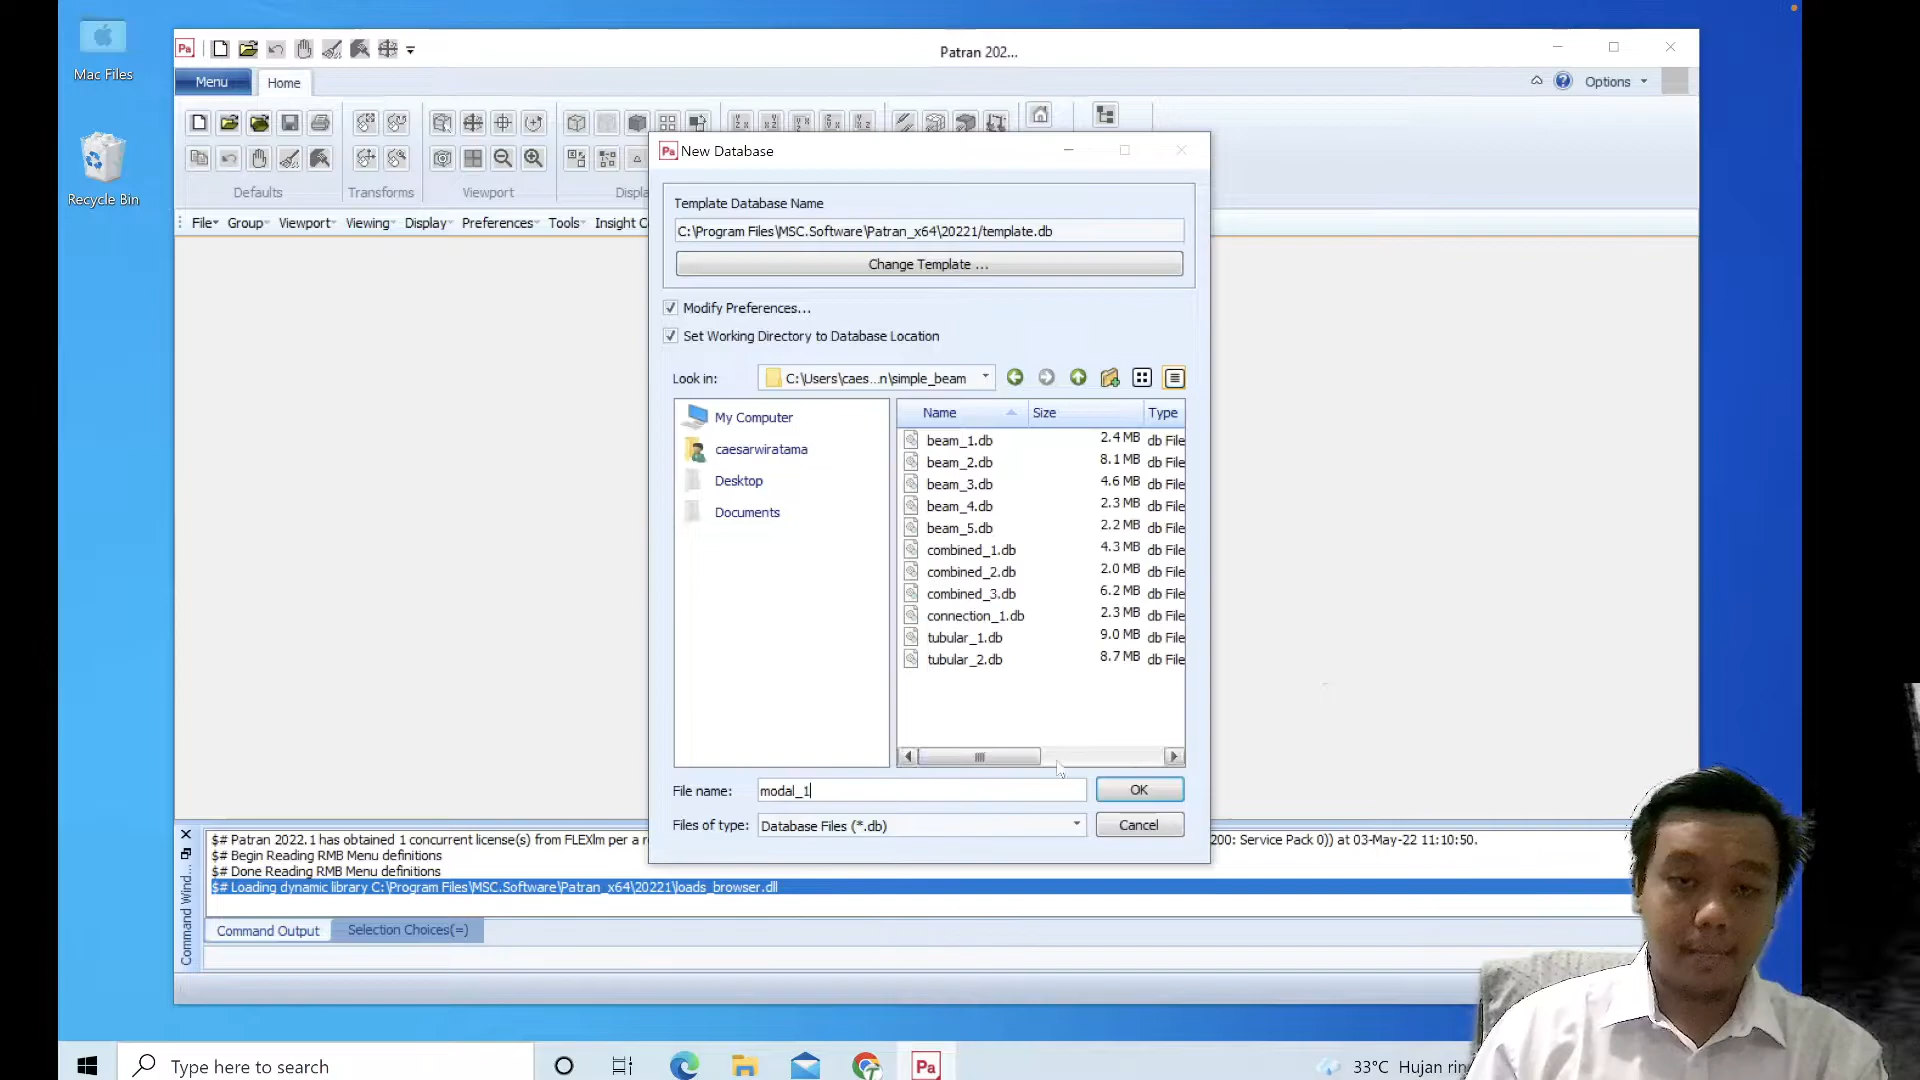 Mac Files
Recycle Bin
Pa
Patran 202...
Menu
Home
Options
Defaults
Transforms
Viewport
File
Group
Viewport
Viewing
Display
Preferences
Tools
Pa New Database
Template Database Name
C:\Program Files\MSC.Software\Patran_x64\20221/template.db
Change Template ...
Modify Preferences...
Set Working Directory to Database Location
Look in:
C:\Users\caes...n\simple_beam
My Computer
caesarwiratama
Desktop
Documents
Name Size Type
beam_1.db 2.4 MB db File
beam_2.db 8.1 MB db File
beam_3.db 4.6 MB db File
beam_4.db 2.3 MB db File
beam_5.db 2.2 MB db File
combined_1.db 4.3 MB db File
combined_2.db 2.0 MB db File
combined_3.db 6.2 MB db File
connection_1.db 2.3 MB db File
tubular_1.db 9.0 MB db File
tubular_2.db 8.7 MB db File
File name: modal_1
OK
Files of type: Database Files (*.db)
Cancel
$# Patran 2022.1 has obtained 1 concurrent license(s) from FLEXlm per a 200: Service Pack 0)) at 03-May-22 11:10:50.
$# Begin Reading RMB Menu definitions
$# Done Reading RMB Menu definitions
$# Loading dynamic library C:\Program Files\MSC.Software\Patran_x64\20221\loads_browser.dll
Command Wind...
Command Output
Selection Choices(=)
Type here to search
Pa
33°C Hujan